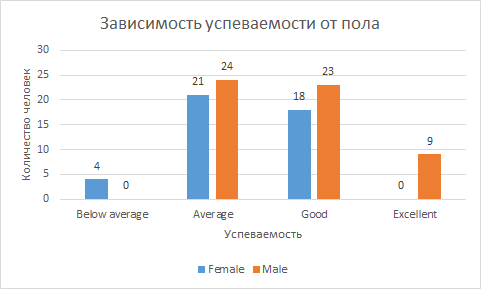 Зависимость успеваемости от пола
Количество человек
30
25
20
15
10
5
0
4
0
21
24
18
23
0
9
Below average
Average
Good
Excellent
Успеваемость
Female
Male